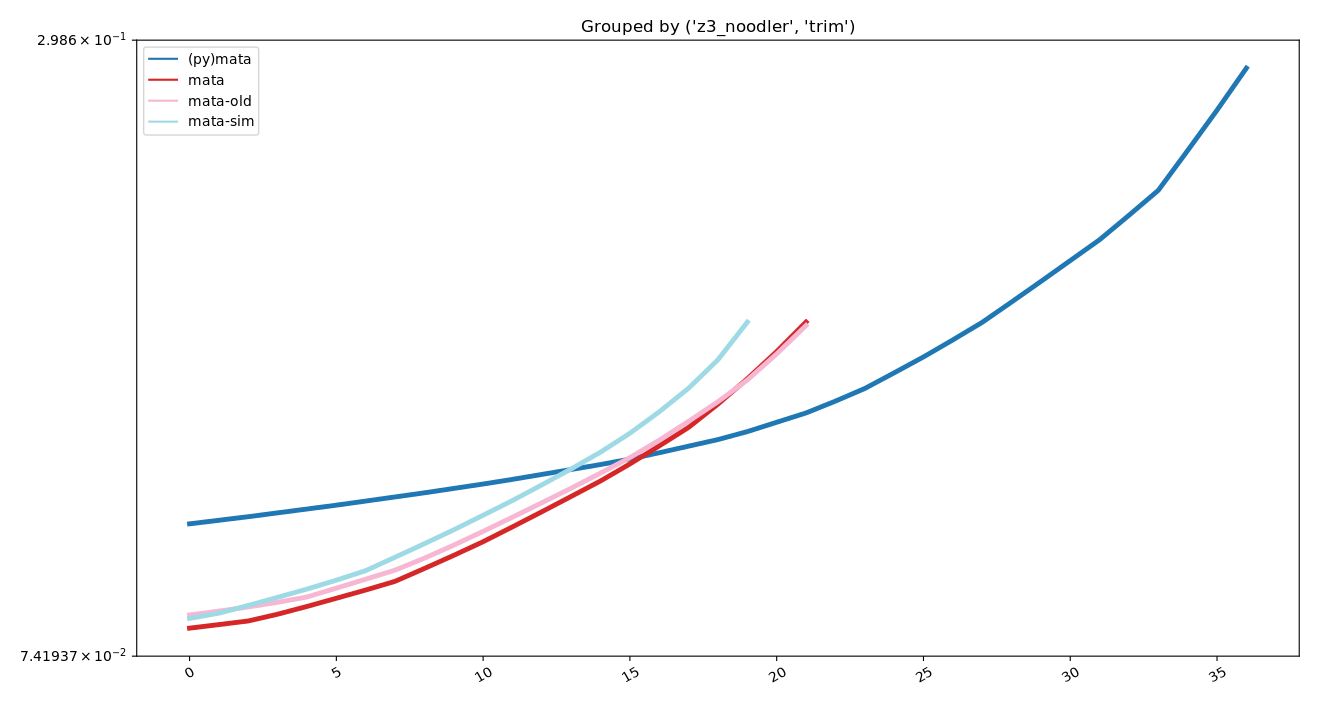 Grouped by ('z3_noodler', 'trim')
2.986 × 10⁻¹
(py)mata
mata
mata-old
mata-sim
7.41937 × 10⁻²
0 5 10 15 20 25 30 35